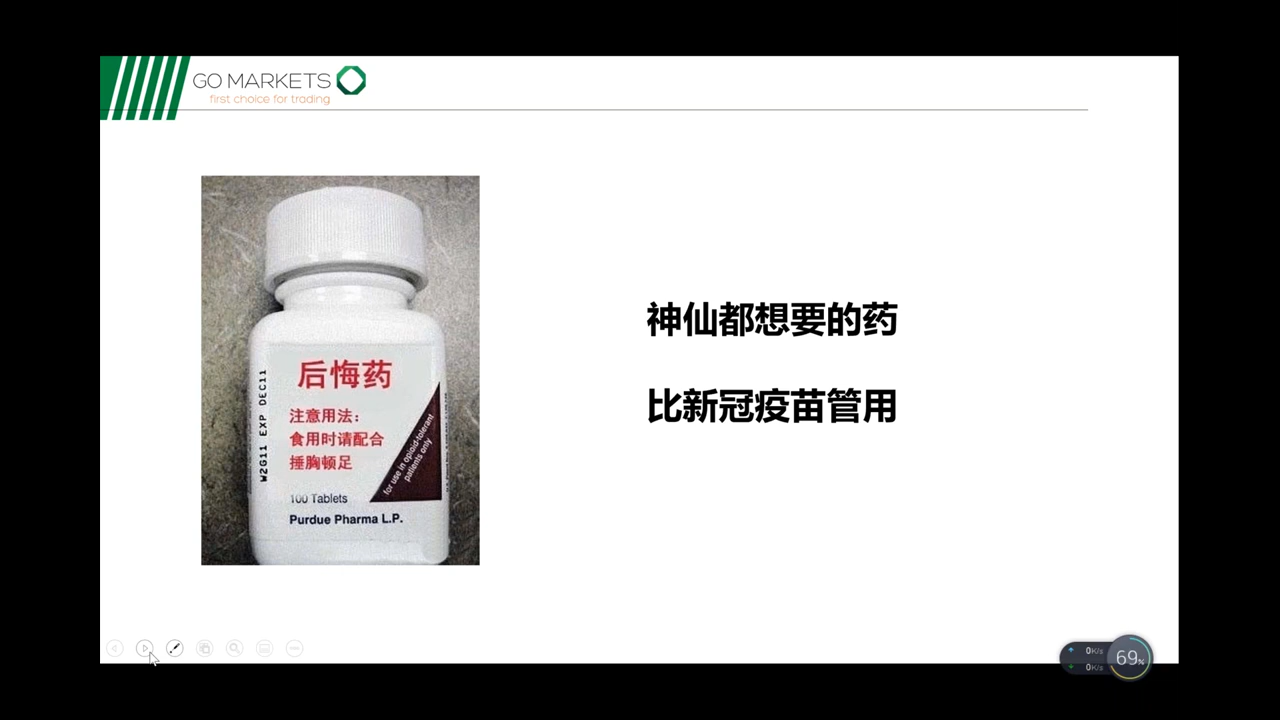 GO MARKETS
first choice for trading
神仙都想要的药
比新冠疫苗管用
后悔药
注意用法：
食用时请配合
捶胸顿足
100 Tablets
Purdue Pharma L.P.
for use in opioid-tolerant
patients only
W2G11 EXP DEC11
0K/s
0K/s
69%